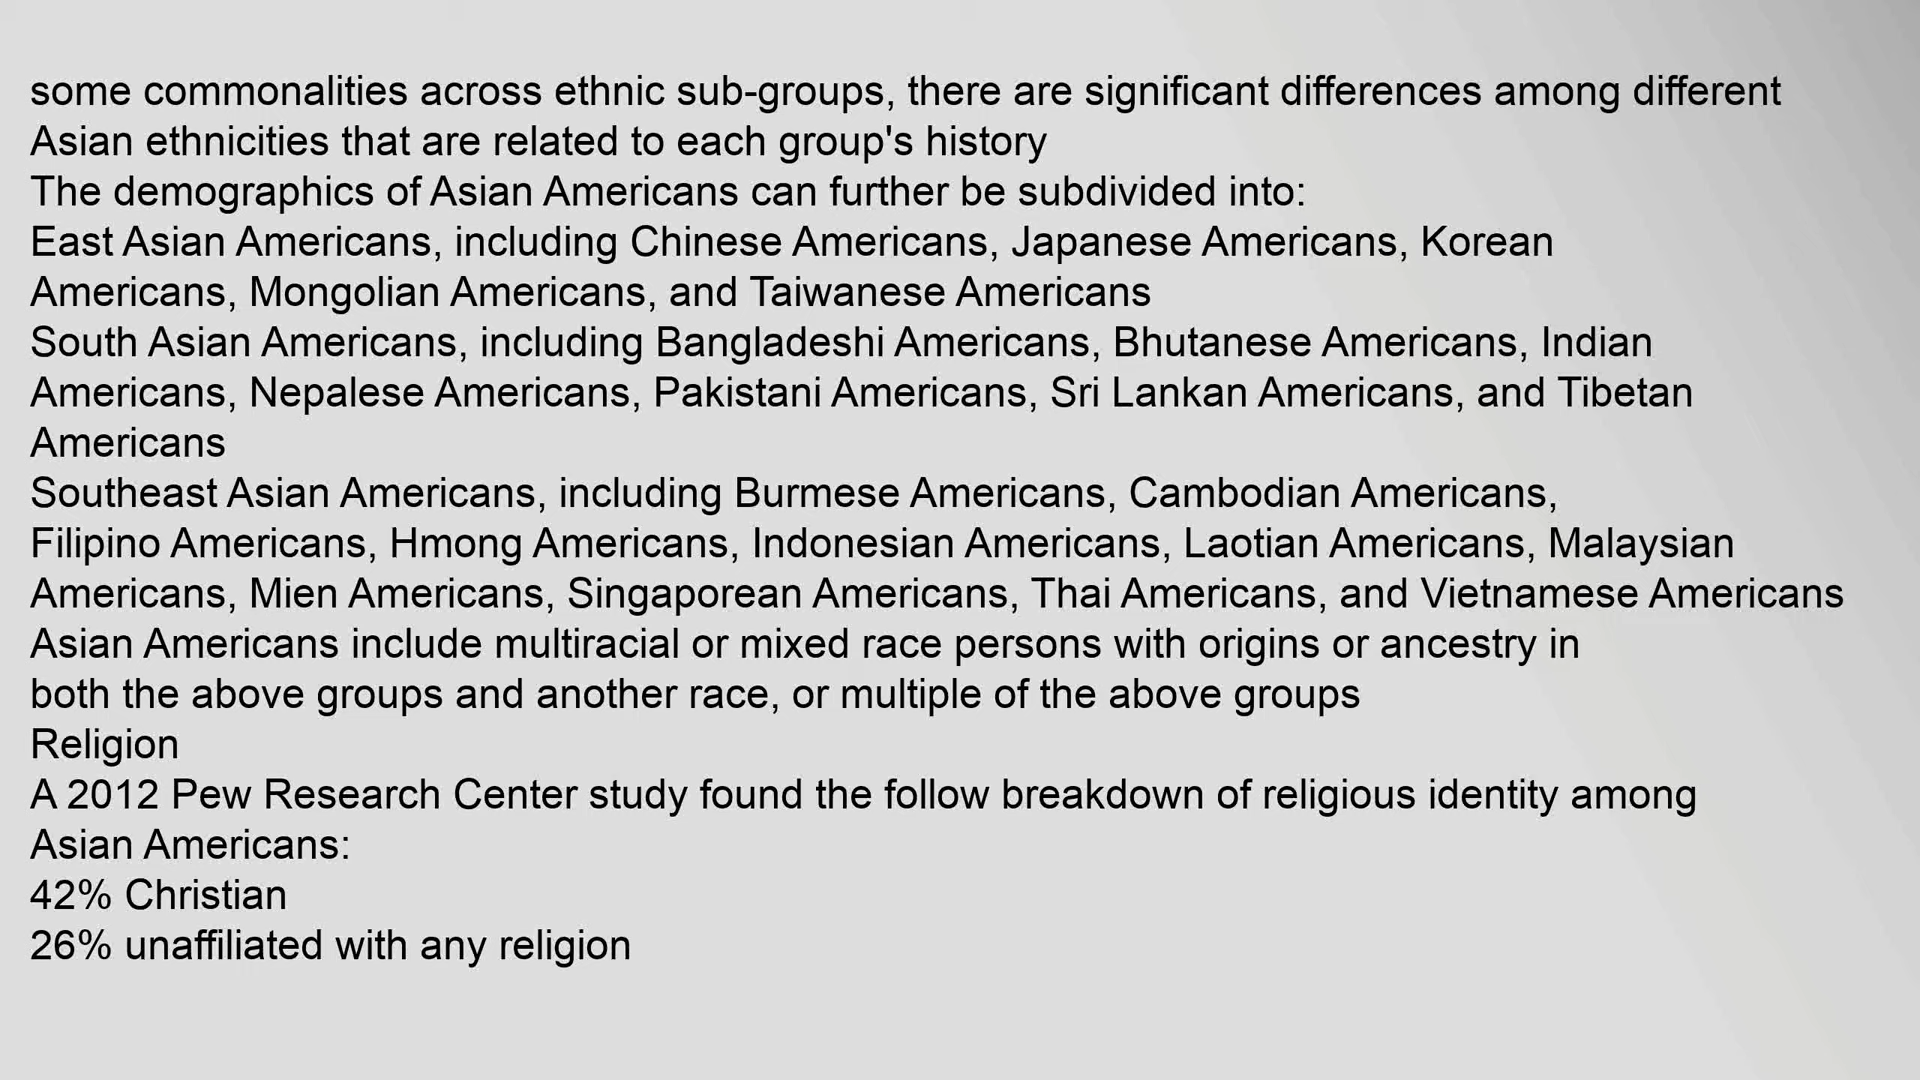 some commonalities across ethnic sub-groups, there are significant differences among different
Asian ethnicities that are related to each group's history
The demographics of Asian Americans can further be subdivided into:
East Asian Americans, including Chinese Americans, Japanese Americans, Korean
Americans, Mongolian Americans, and Taiwanese Americans
South Asian Americans, including Bangladeshi Americans, Bhutanese Americans, Indian
Americans, Nepalese Americans, Pakistani Americans, Sri Lankan Americans, and Tibetan
Americans
Southeast Asian Americans, including Burmese Americans, Cambodian Americans,
Filipino Americans, Hmong Americans, Indonesian Americans, Laotian Americans, Malaysian
Americans, Mien Americans, Singaporean Americans, Thai Americans, and Vietnamese Americans
Asian Americans include multiracial or mixed race persons with origins or ancestry in
both the above groups and another race, or multiple of the above groups
Religion
A 2012 Pew Research Center study found the follow breakdown of religious identity among
Asian Americans:
42% Christian
26% unaffiliated with any religion